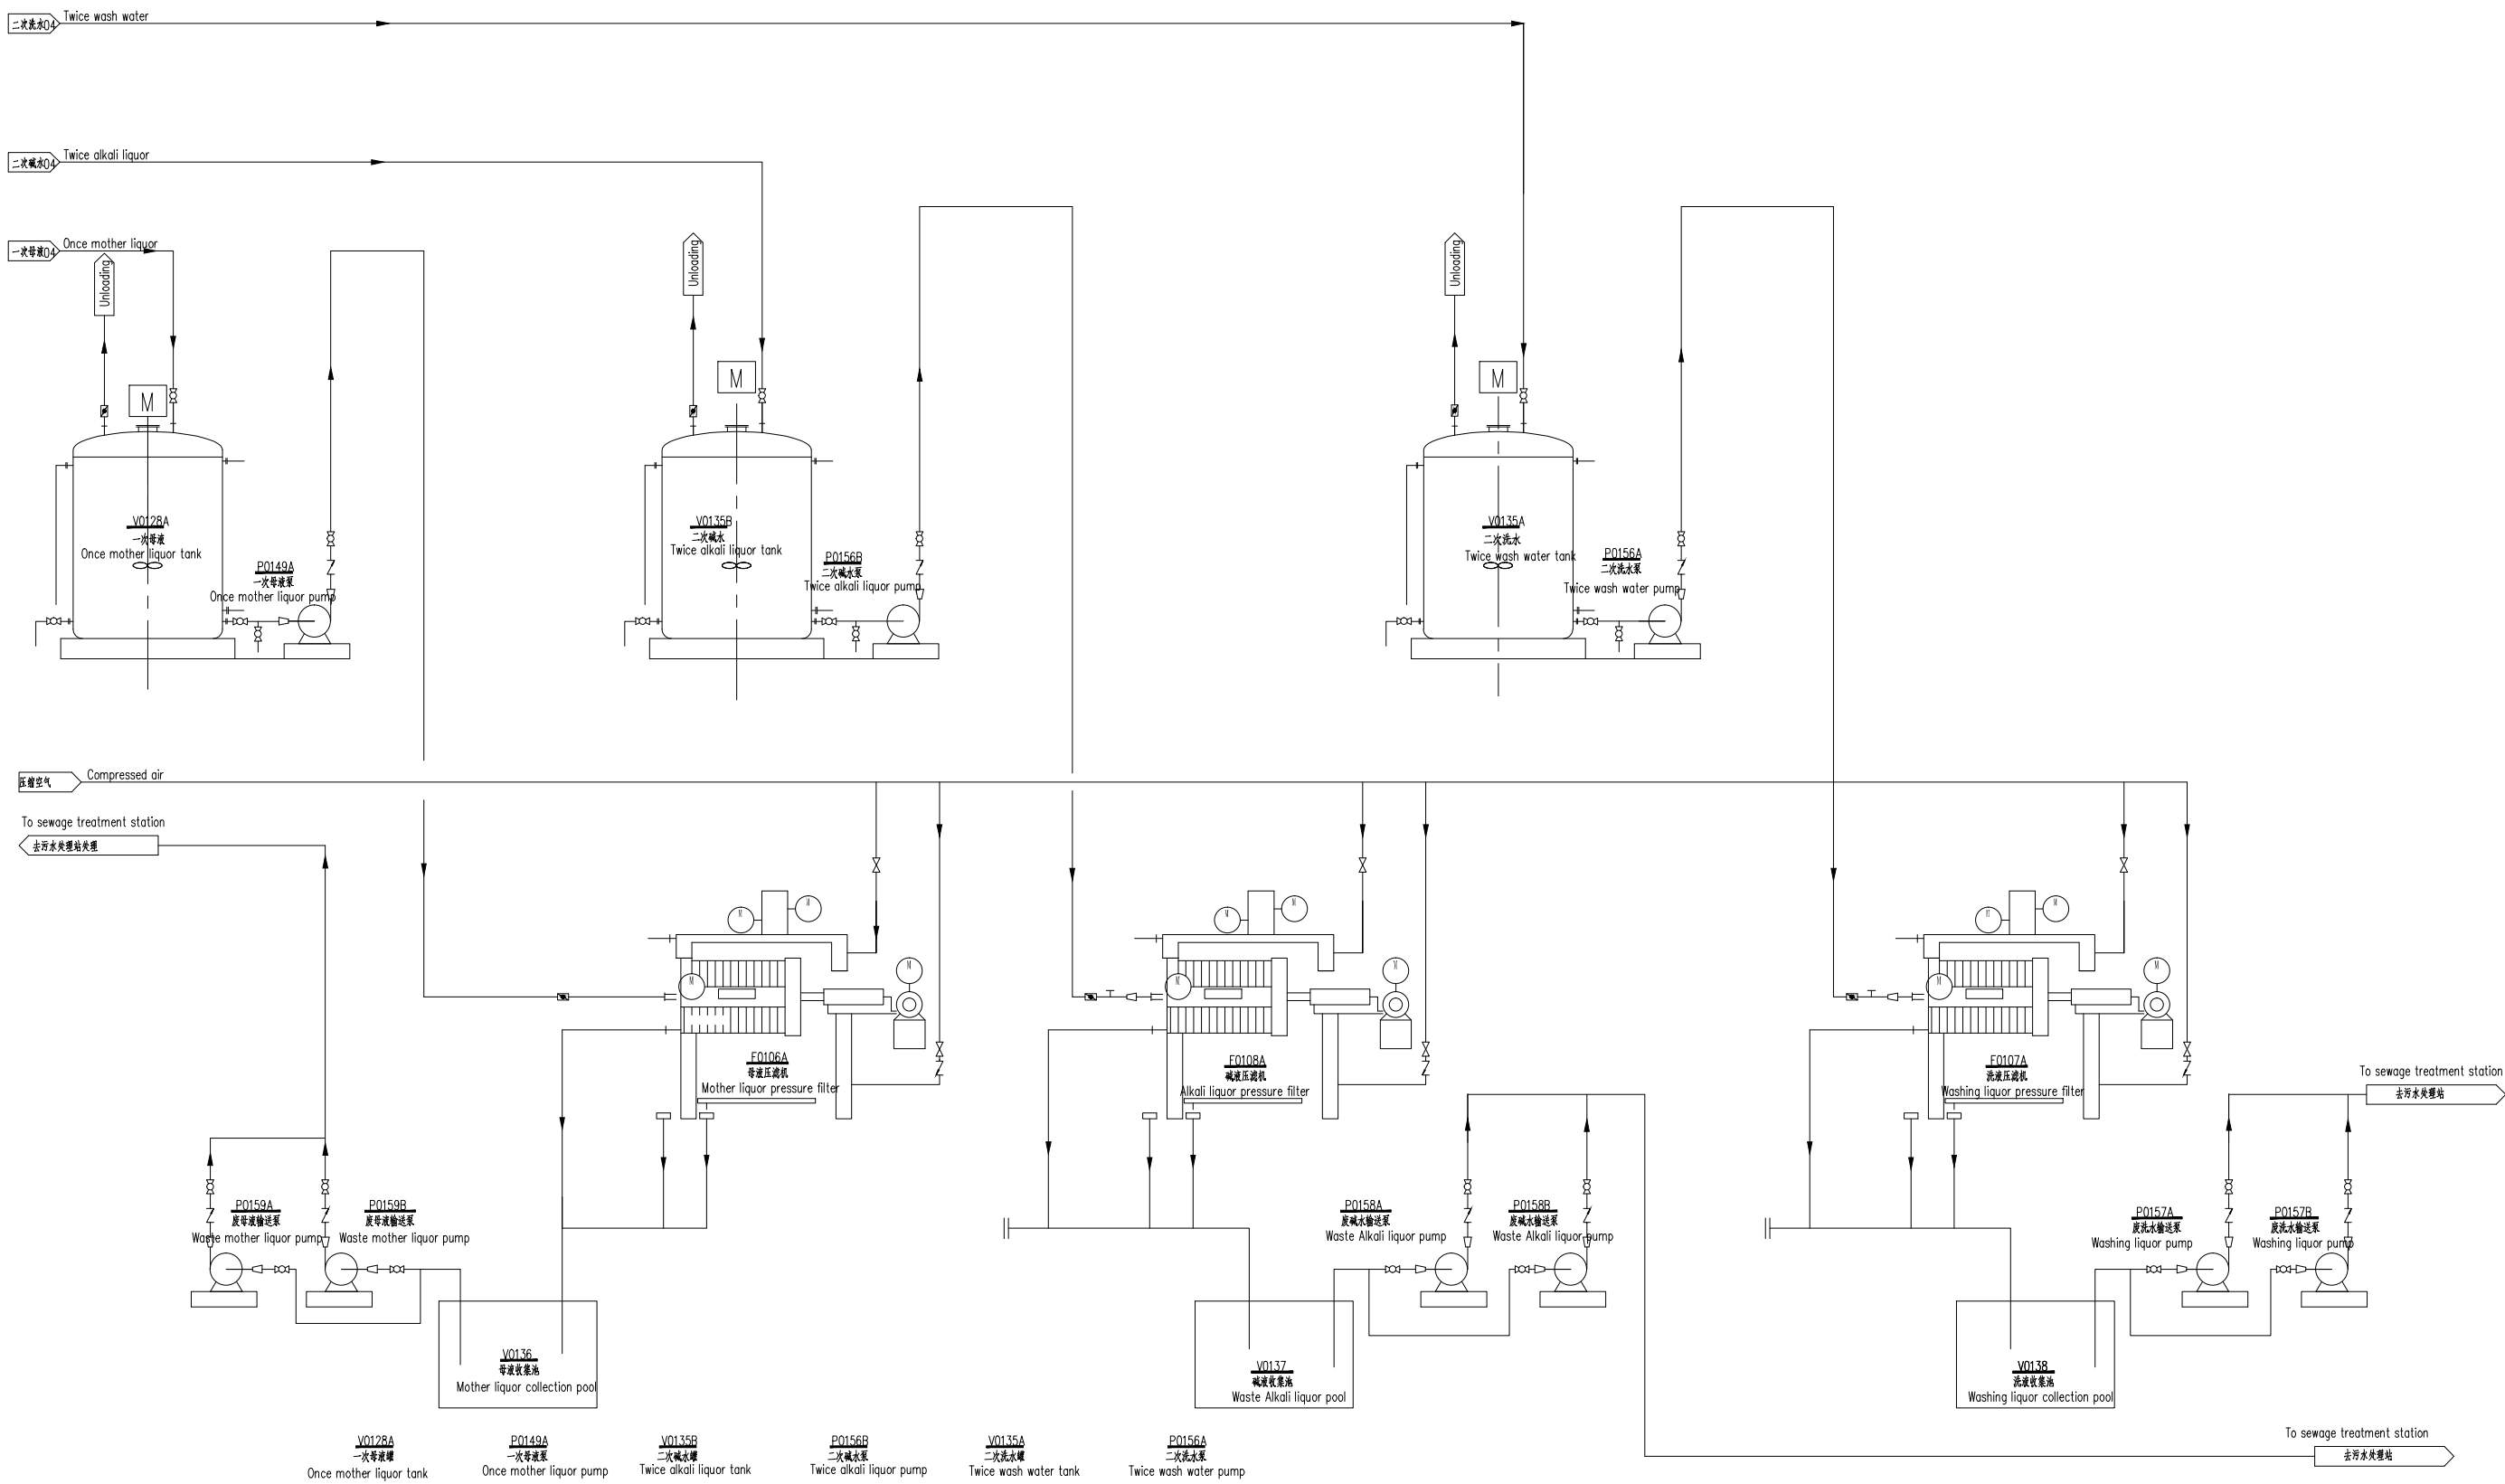 二次洗水04
Twice wash water
二次碱水04
Twice alkali liquor
一次母液04
Once mother liquor
Unloading
Unloading
Unloading
M
M
M
V0128A
一次母液
Once mother liquor tank
P0149A
一次母液泵
Once mother liquor pump
V0135B
二次碱水
Twice alkali liquor tank
P0156B
二次碱水泵
Twice alkali liquor pump
V0135A
二次洗水
Twice wash water tank
P0156A
二次洗水泵
Twice wash water pump
压缩空气
Compressed air
To sewage treatment station
去污水处理站处理
M
M
M
M
M
M
M
M
M
M
M
F0106A
母液压滤机
Mother liquor pressure filter
F0108A
碱液压滤机
Alkali liquor pressure filter
F0107A
洗液压滤机
Washing liquor pressure filter
To sewage treatment station
去污水处理站
P0159A
废母液输送泵
Waste mother liquor pump
P0159B
废母液输送泵
Waste mother liquor pump
P0158A
废碱水输送泵
Waste Alkali liquor pump
P0158B
废碱水输送泵
Waste Alkali liquor pump
P0157A
废洗水输送泵
Washing liquor pump
P0157B
废洗水输送泵
Washing liquor pump
V0136
母液收集池
Mother liquor collection pool
V0137
碱液收集池
Waste Alkali liquor pool
V0138
洗液收集池
Washing liquor collection pool
To sewage treatment station
去污水处理站
V0128A
一次母液罐
Once mother liquor tank
P0149A
一次母液泵
Once mother liquor pump
V0135B
二次碱水罐
Twice alkali liquor tank
P0156B
二次碱水泵
Twice alkali liquor pump
V0135A
二次洗水罐
Twice wash water tank
P0156A
二次洗水泵
Twice wash water pump